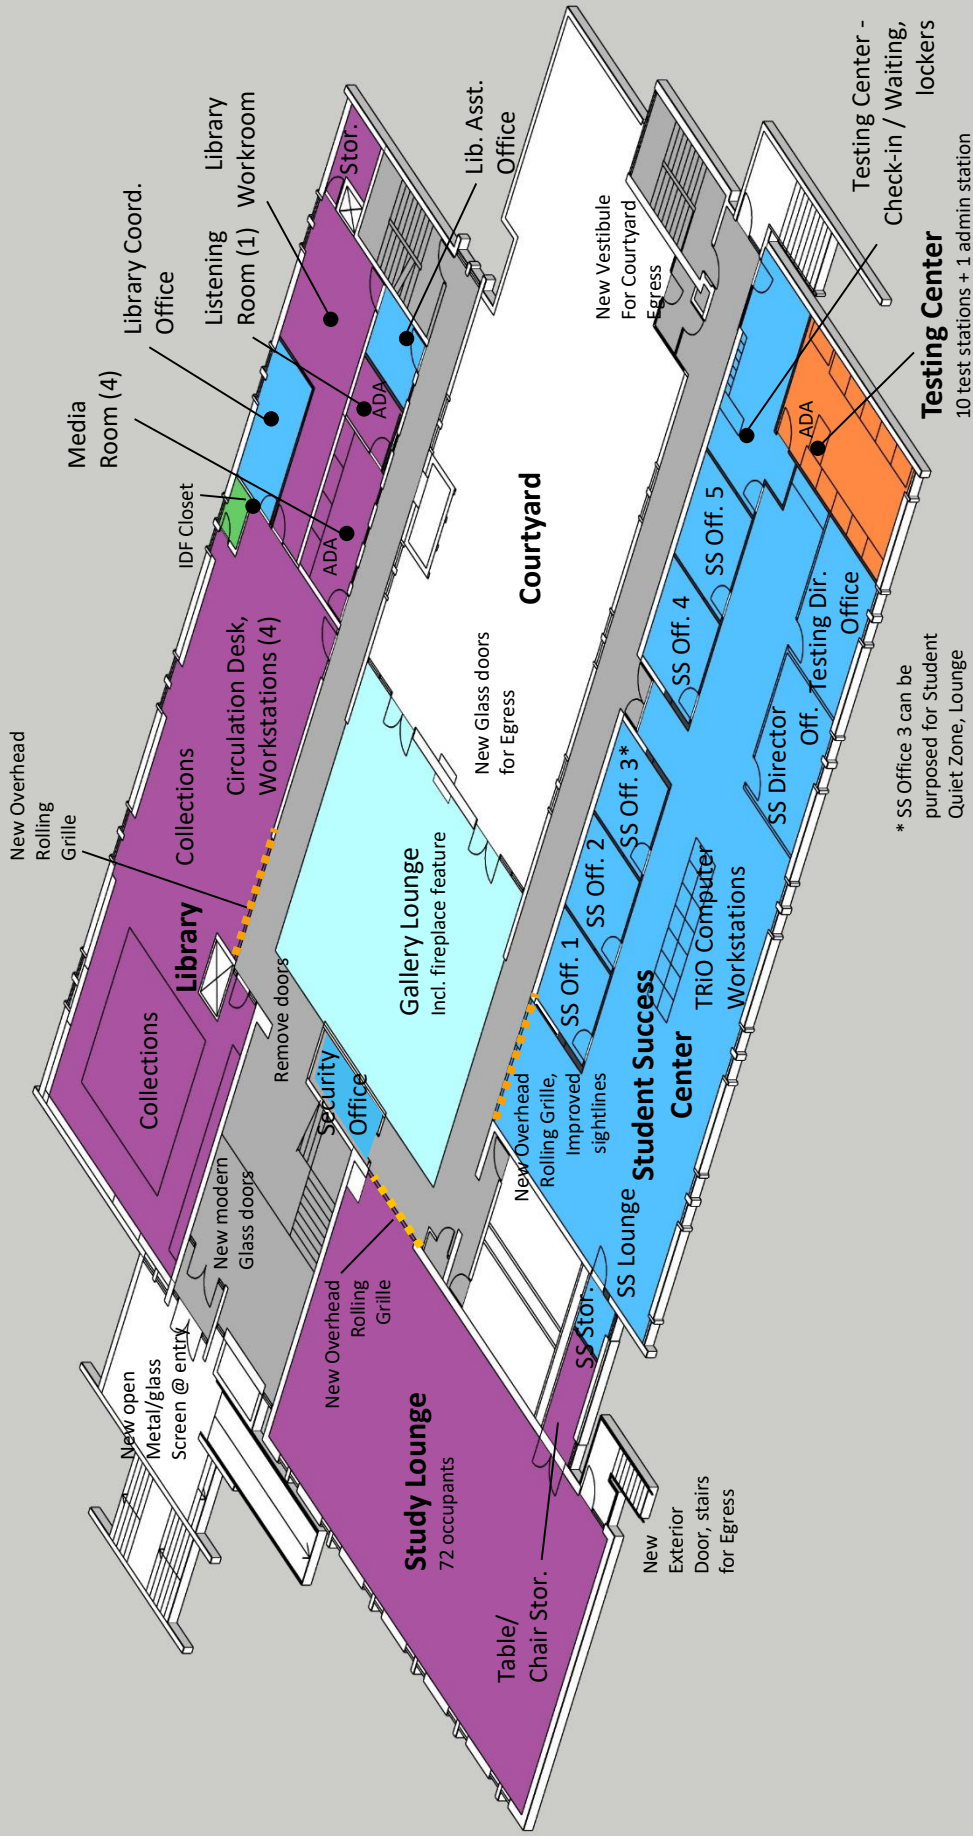 New Overhead
Rolling
Grille
Media
Room (4)
Library Coord.
Office
Listening
Room (1)
Library
Workroom
Stor.
IDF Closet
Lib. Asst.
Office
ADA
ADA
Collections
Library
Collections
Circulation Desk,
Workstations (4)
New modern
Glass doors
Remove doors
New open
Metal/glass
Screen @ entry
Security
Office
Gallery Lounge
Incl. fireplace feature
New Glass doors
for Egress
Courtyard
New Vestibule
For Courtyard
Egress
New Overhead
Rolling
Grille
Study Lounge
72 occupants
Table/
Chair Stor.
New
Exterior
Door, stairs
for Egress
New Overhead
Rolling Grille,
Improved
sightlines
SS Off. 1
SS Off. 2
SS Off. 3*
SS Off. 4
SS Off. 5
SS Stor.
SS Lounge
Student Success
Center
TRiO Computer
Workstations
SS Director
Off.
Testing Dir.
Office
ADA
Testing Center -
Check-in / Waiting,
lockers
Testing Center
10 test stations + 1 admin station
* SS Office 3 can be
purposed for Student
Quiet Zone, Lounge